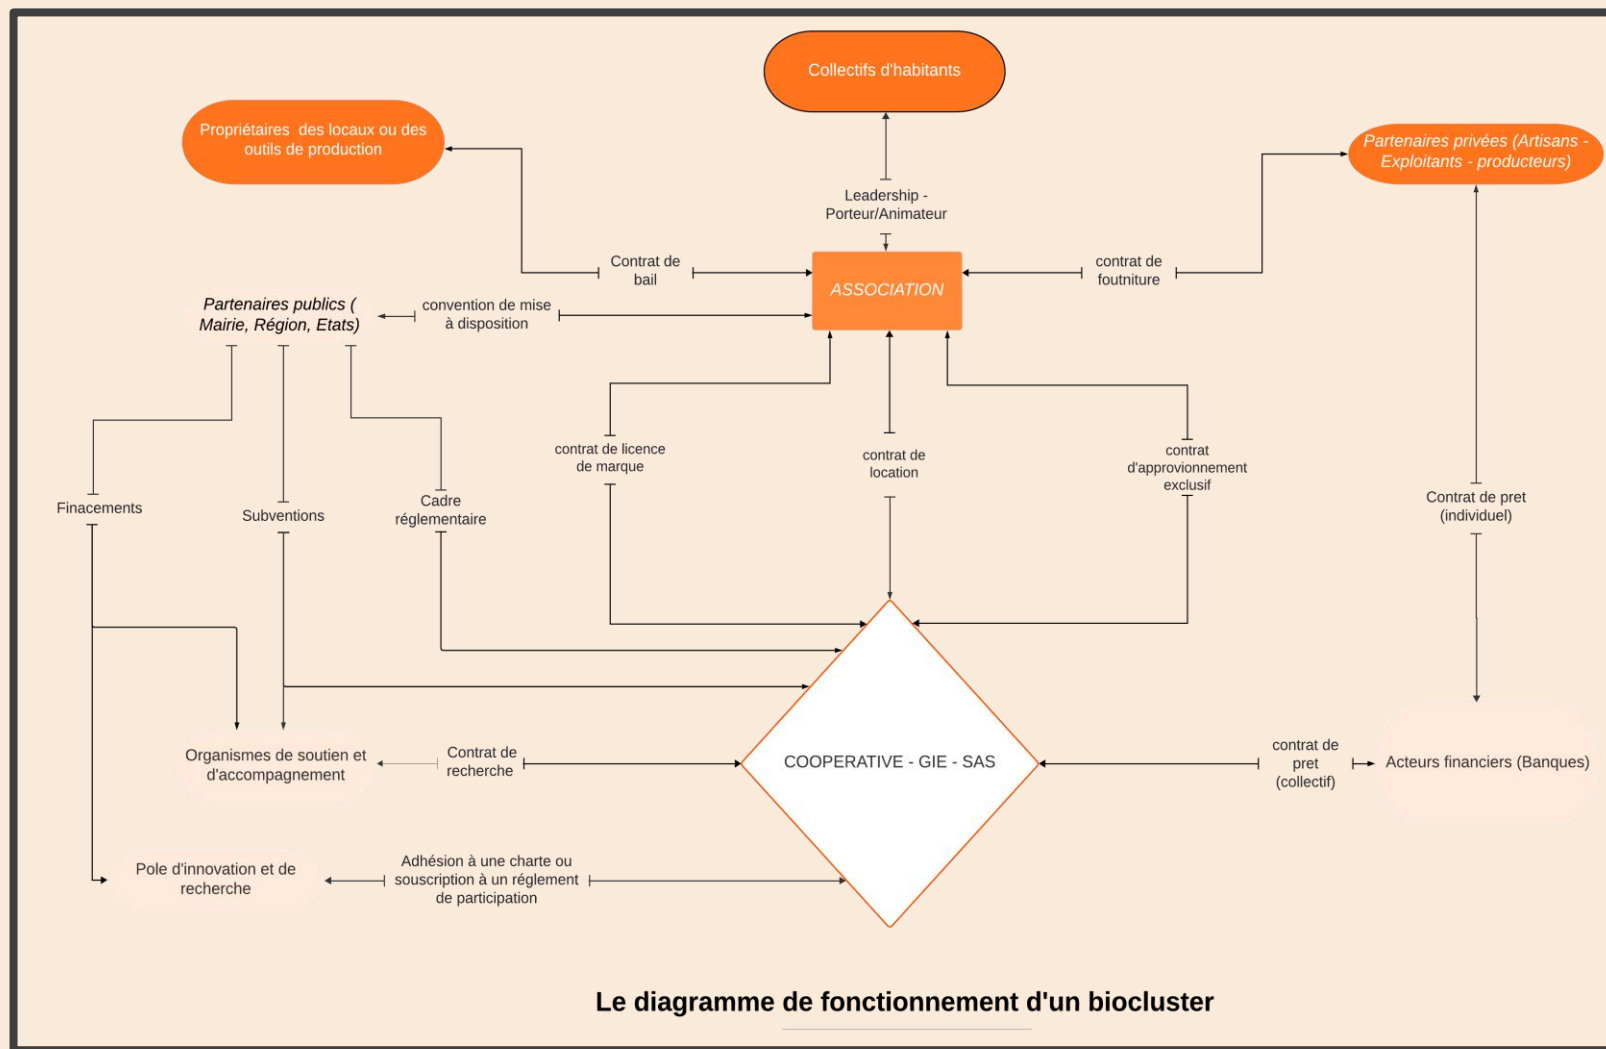 Collectifs d'habitants
Propriétaires des locaux ou des
outils de production
Partenaires privées (Artisans -
Exploitants - producteurs)
Leadership -
Porteur/Animateur
Contrat de
bail
contrat de
foutniture
ASSOCIATION
Partenaires publics (
Mairie, Région, Etats)
convention de mise
à disposition
contrat de licence
de marque
contrat de
location
contrat
d'approvionnement
exclusif
Finacements
Subventions
Cadre
réglementaire
Contrat de pret
(individuel)
Organismes de soutien et
d'accompagnement
Contrat de
recherche
COOPERATIVE - GIE - SAS
contrat de
pret
(collectif)
Acteurs financiers (Banques)
Pole d'innovation et de
recherche
Adhésion à une charte ou
souscription à un réglement
de participation
Le diagramme de fonctionnement d'un biocluster